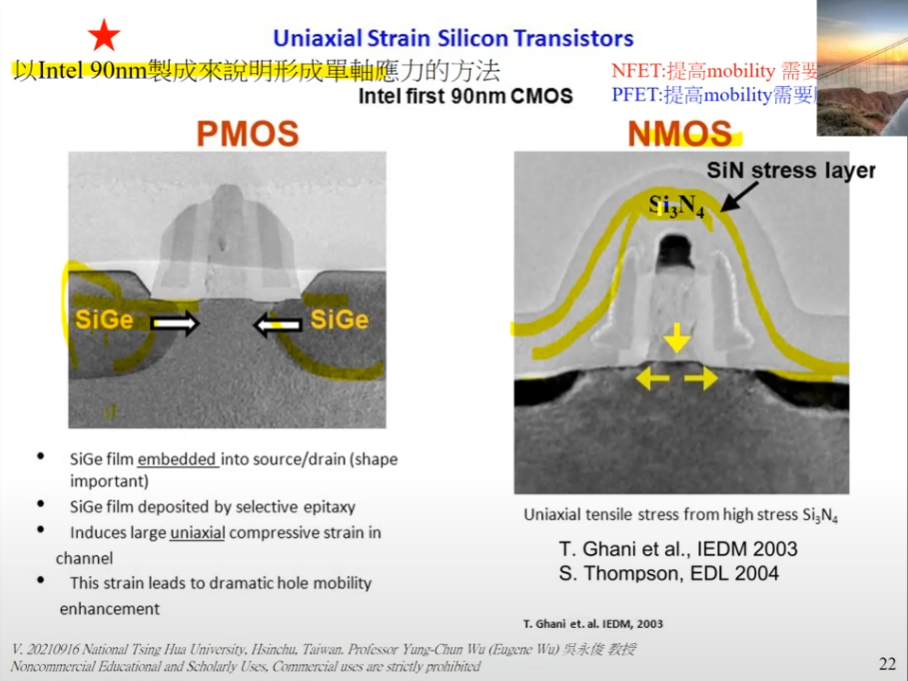 Uniaxial Strain Silicon Transistors
以Intel 90nm製成來說明形成單軸應力的方法
NFET:提高mobility 需要
Intel first 90nm CMOS
PFET:提高mobility需要
PMOS
NMOS
SiN stress layer
Si3N4
SiGe
SiGe
• SiGe film embedded into source/drain (shape
important)
• SiGe film deposited by selective epitaxy
• Induces large uniaxial compressive strain in
channel
• This strain leads to dramatic hole mobility
enhancement
Uniaxial tensile stress from high stress Si3N4
T. Ghani et al., IEDM 2003
S. Thompson, EDL 2004
T. Ghani et. al. IEDM, 2003
V. 20210916 National Tsing Hua University, Hsinchu, Taiwan. Professor Yung-Chun Wu (Eugene Wu) 吳永俊 教授
Noncommercial Educational and Scholarly Uses, Commercial uses are strictly prohibited
22